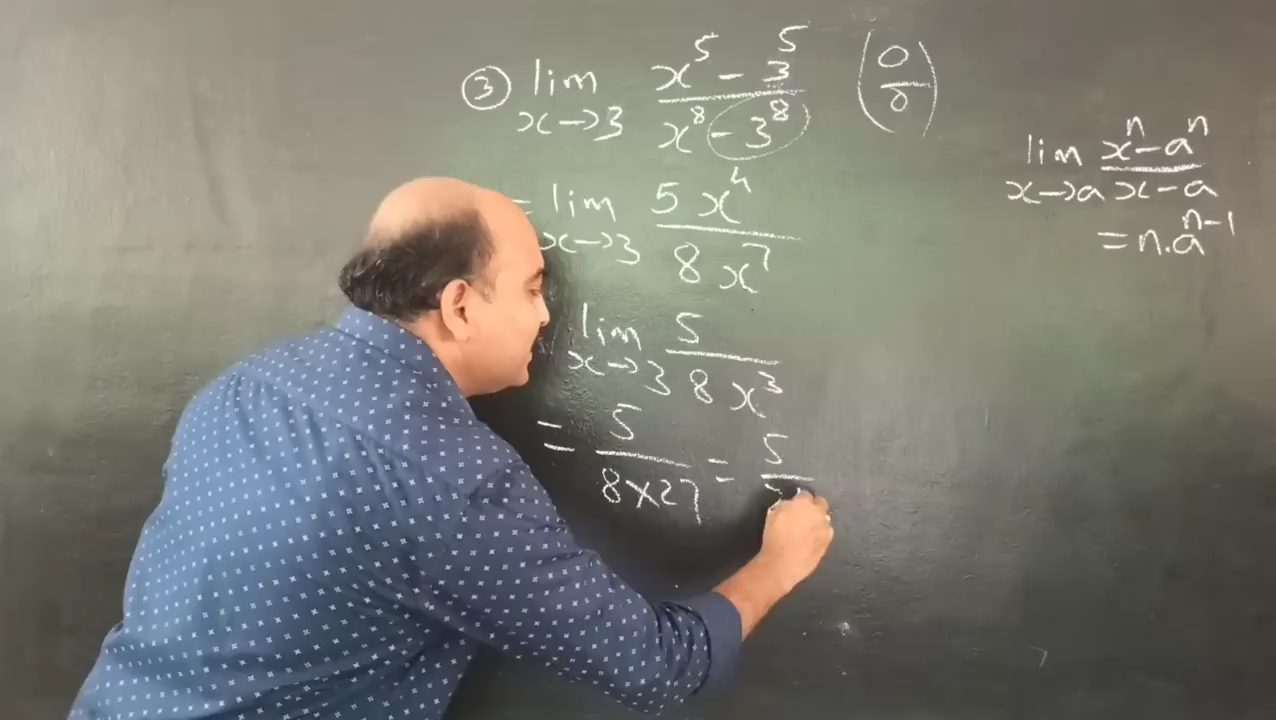 ③ lim x→3 (x⁵ - 3⁵)/(x⁸ - 3⁸) (0/0)
= lim x→3 5x⁴/8x⁷
lim x→3 5/8x³
= 5/(8×27) = 5/
lim x→a (xⁿ - aⁿ)/(x - a)
= n.aⁿ⁻¹